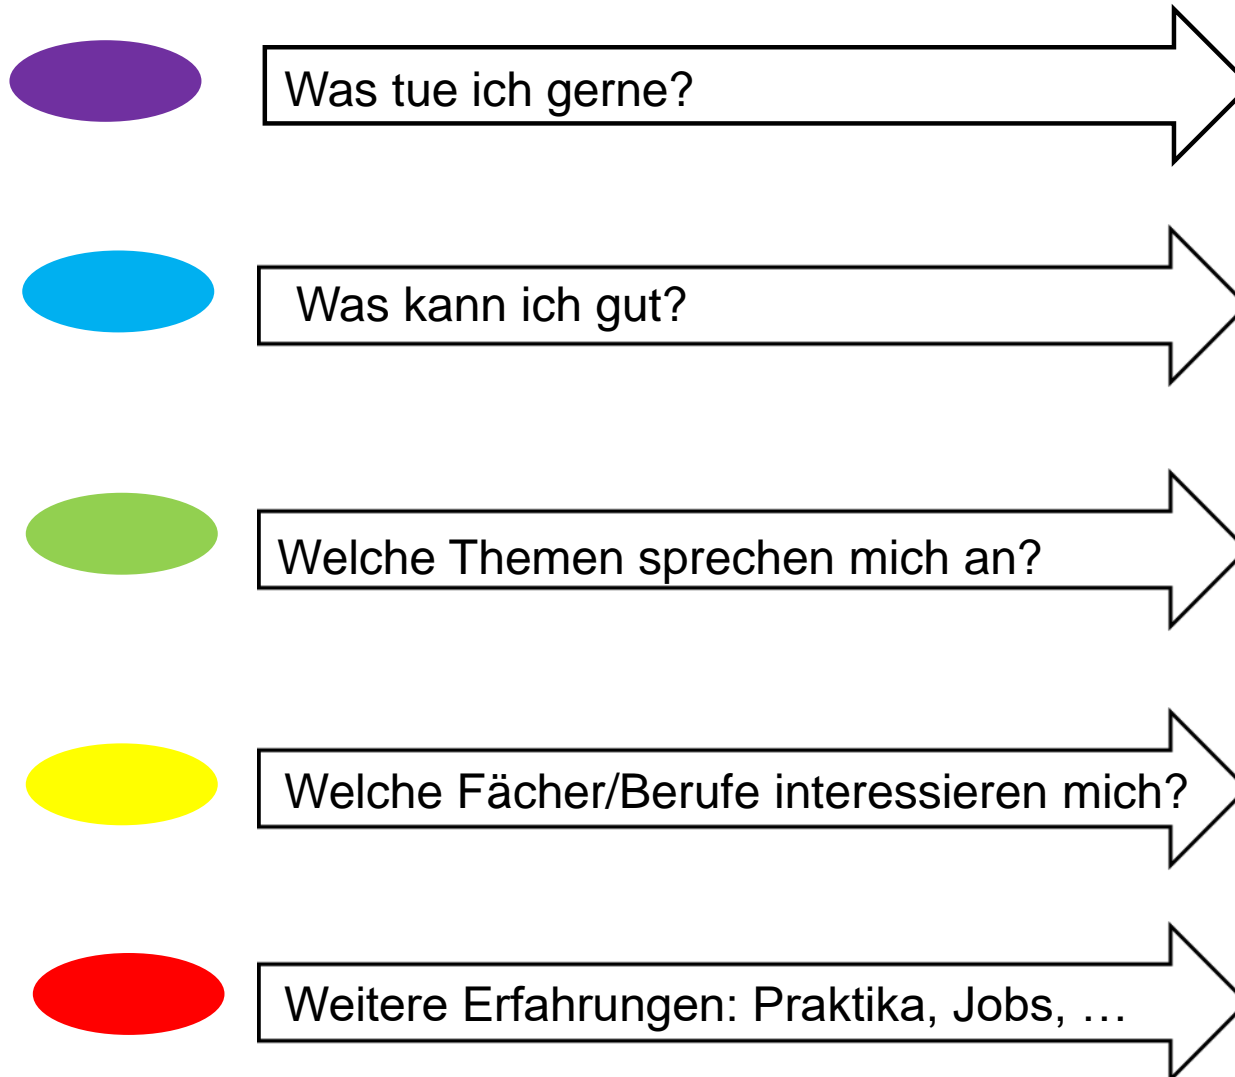 Was tue ich gerne?
Was kann ich gut?
Welche Themen sprechen mich an?
Welche Fächer/Berufe interessieren mich?
Weitere Erfahrungen: Praktika, Jobs, …